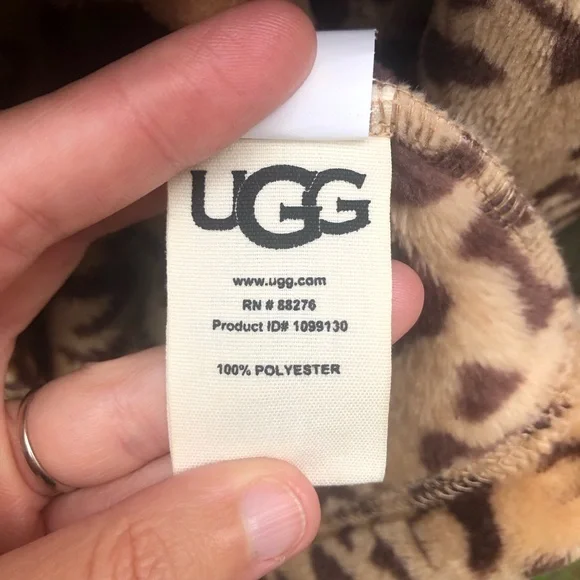 UGG
www.ugg.com
RN # 88276
Product ID# 1099130
100% POLYESTER